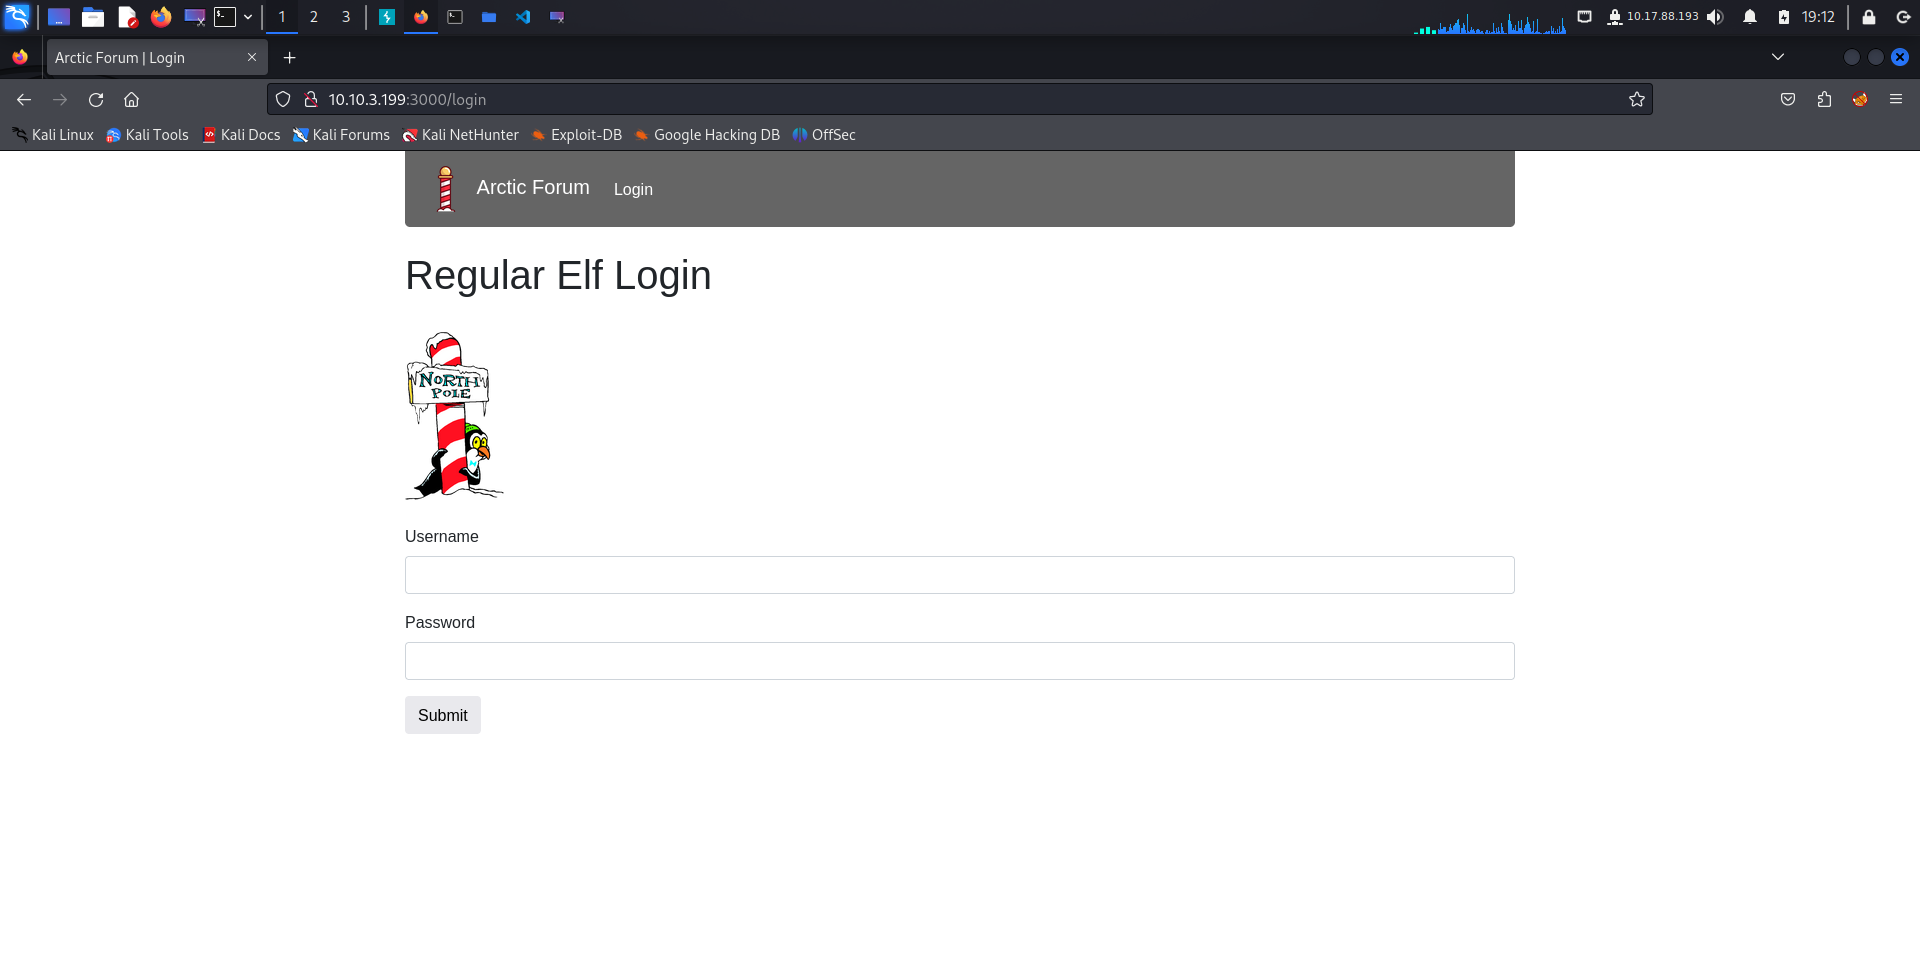 1 2 3 10.17.88.193 19:12
Arctic Forum | Login
10.10.3.199:3000/login
Kali Linux Kali Tools Kali Docs Kali Forums Kali NetHunter Exploit-DB Google Hacking DB OffSec
Arctic Forum Login
Regular Elf Login
NORTH
POLE
Username
Password
Submit